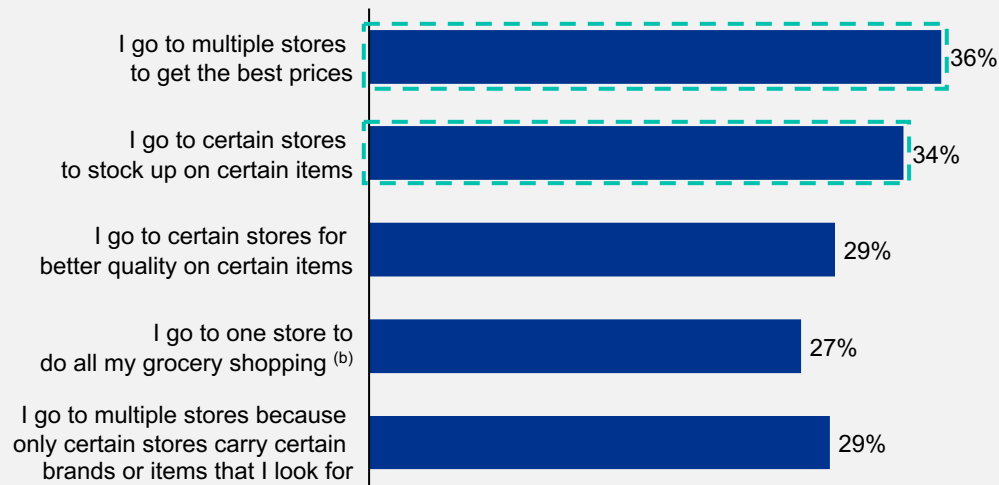 I go to multiple stores
to get the best prices
36%
I go to certain stores
to stock up on certain items
34%
I go to certain stores for
better quality on certain items
29%
I go to one store to
do all my grocery shopping (b)
27%
I go to multiple stores because
only certain stores carry certain
brands or items that I look for
29%